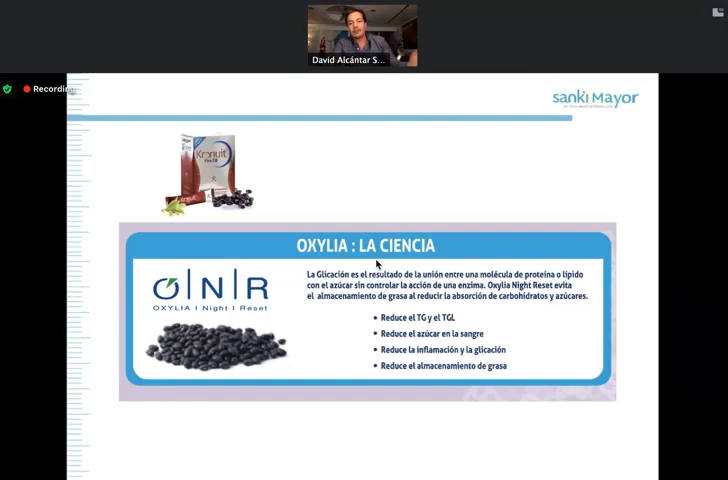 David Alcántar S...
Recording
sanki Mayor
Kronuit
OXYLIA : LA CIENCIA
La Glicación es el resultado de la unión entre una molécula de proteína o lípido
con el azúcar sin controlar la acción de una enzima. Oxylia Night Reset evita
el almacenamiento de grasa al reducir la absorción de carbohidratos y azúcares.
O|N|R
OXYLIA | Night | Reset
• Reduce el TG y el TGL
• Reduce el azúcar en la sangre
• Reduce la inflamación y la glicación
• Reduce el almacenamiento de grasa